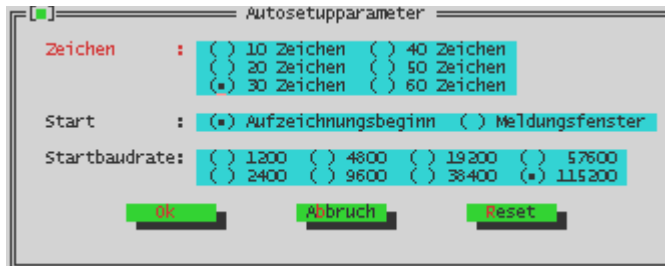 Autosetupparameter
Zeichen : ( ) 10 Zeichen ( ) 40 Zeichen
( ) 20 Zeichen ( ) 50 Zeichen
(▪) 30 Zeichen ( ) 60 Zeichen
Start : (▪) Aufzeichnungsbeginn ( ) Meldungsfenster
Startbaudrate: ( ) 1200 ( ) 4800 ( ) 19200 ( ) 57600
( ) 2400 ( ) 9600 ( ) 38400 (▪) 115200
Ok Abbruch Reset